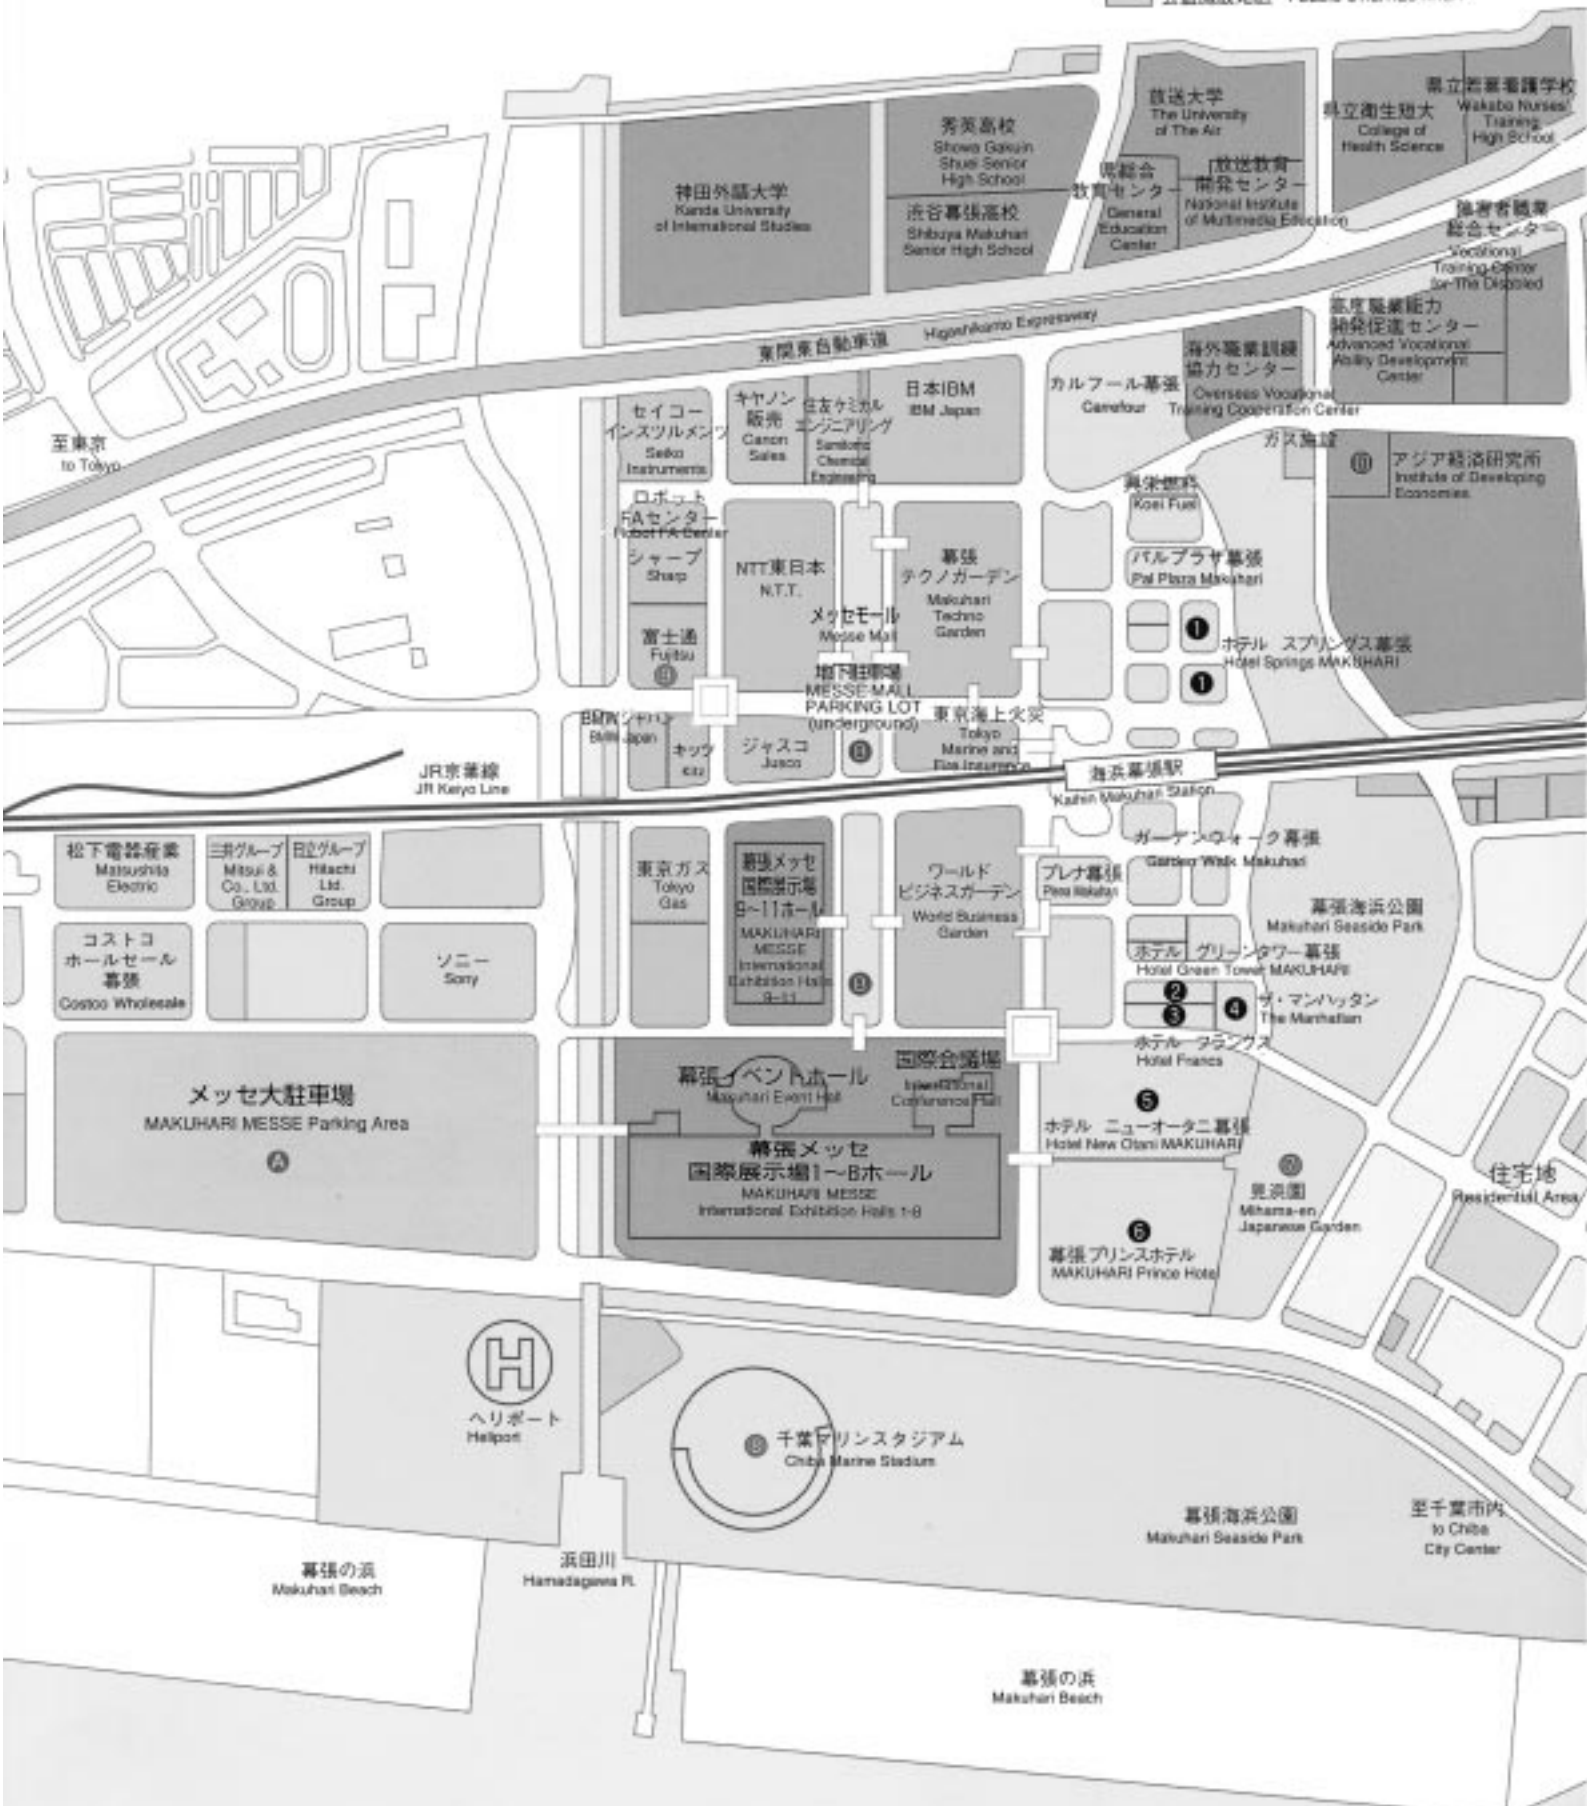 神田外語大学
Kanda University
of International Studies
秀英高校
Showa Gakuin
Shuei Senior
High School
渋谷幕張高校
Shibuya Makuhari
Senior High School
放送大学
The University
of The Air
県総合
教育センター
General
Education
Center
放送教育
開発センター
National Institute
of Multimedia Education
県立衛生短大
College of
Health Science
県立若葉看護学校
Wakaba Nurses'
Training
High School
障害者職業
総合センター
Vocational
Training Center
for The Disabled
高度職業能力
開発促進センター
Advanced Vocational
Ability Development
Center
海外職業訓練
協力センター
Overseas Vocational
Training Cooperation Center
東関東自動車道 Higashikanto Expressway
至東京
to Tokyo
セイコー
インスツルメンツ
Seiko
Instruments
キヤノン
販売
Canon
Sales
住友ケミカル
エンジニアリング
Sumitomo
Chemical
Engineering
日本IBM
IBM Japan
カルフール幕張
Carrefour
ガス施設
アジア経済研究所
Institute of Developing
Economies
ロボット
FAセンター
Robot FA Center
シャープ
Sharp
富士通
Fujitsu
NTT東日本
N.T.T.
メッセモール
Messe Mall
地下駐車場
MESSE MALL
PARKING LOT
(underground)
幕張
テクノガーデン
Makuhari
Techno
Garden
興栄燃料
Koei Fuel
パルプラザ幕張
Pal Plaza Makuhari
1
ホテル スプリングス幕張
Hotel Springs MAKUHARI
1
BMWジャパン
BMW Japan
キッツ
Kitz
ジャスコ
Jusco
東京海上火災
Tokyo
Marine and
Fire Insurance
海浜幕張駅
Kaihin Makuhari Station
JR京葉線
JR Keiyo Line
松下電器産業
Matsushita
Electric
三井グループ
Mitsui &
Co., Ltd.
Group
日立グループ
Hitachi
Ltd.
Group
コストコ
ホールセール
幕張
Costco Wholesale
ソニー
Sony
東京ガス
Tokyo
Gas
幕張メッセ
国際展示場
9〜11ホール
MAKUHARI
MESSE
International
Exhibition Halls
9-11
ワールド
ビジネスガーデン
World Business
Garden
プレナ幕張
Plena Makuhari
ガーデンウォーク幕張
Garden Walk Makuhari
幕張海浜公園
Makuhari Seaside Park
ホテル グリーンタワー幕張
Hotel Green Tower MAKUHARI
2
3
4
ザ・マンハッタン
The Manhattan
ホテル フランクス
Hotel Francs
メッセ大駐車場
MAKUHARI MESSE Parking Area
A
幕張イベントホール
Makuhari Event Hall
国際会議場
International
Conference Hall
幕張メッセ
国際展示場1〜8ホール
MAKUHARI MESSE
International Exhibition Halls 1-8
5
ホテル ニューオータニ幕張
Hotel New Otani MAKUHARI
6
幕張プリンスホテル
MAKUHARI Prince Hotel
見浜園
Mihama-en
Japanese Garden
住宅地
Residential Area
H
ヘリポート
Heliport
千葉マリンスタジアム
Chiba Marine Stadium
幕張海浜公園
Makuhari Seaside Park
至千葉市内
to Chiba
City Center
幕張の浜
Makuhari Beach
浜田川
Hamadagawa R.
幕張の浜
Makuhari Beach